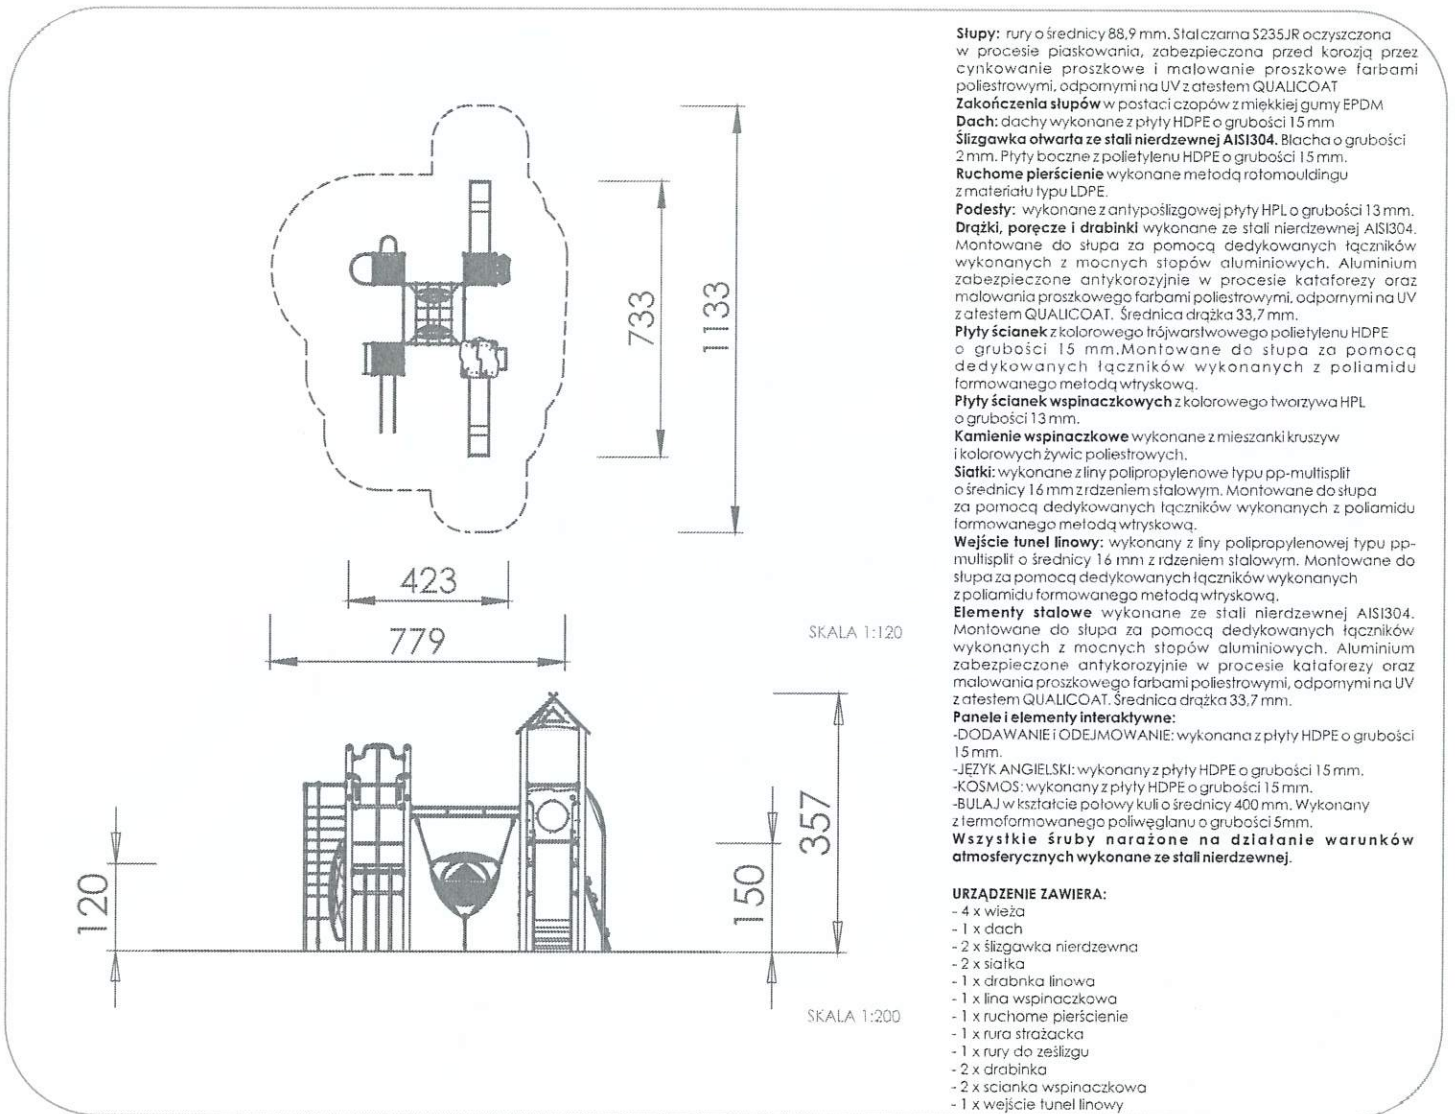 733
1133
423
779
SKALA 1:120
120
150
357
SKALA 1:200
Słupy: rury o średnicy 88,9 mm. Stal czarna S235JR oczyszczona
w procesie piaskowania, zabezpieczona przed korozją przez
cynkowanie proszkowe i malowanie proszkowe farbami
poliestrowymi, odpornymi na UV z atestem QUALICOAT
Zakończenia słupów w postaci czopów z miękkiej gumy EPDM
Dach: dachy wykonane z płyty HDPE o grubości 15 mm
Ślizgawka otwarta ze stali nierdzewnej AISI304. Blacha o grubości
2 mm. Płyty boczne z polietylenu HDPE o grubości 15 mm.
Ruchome pierścienie wykonane metodą rotomouldingu
z materiału typu LDPE.
Podesty: wykonane z antypoślizgowej płyty HPL o grubości 13 mm.
Drążki, poręcze i drabinki wykonane ze stali nierdzewnej AISI304.
Montowane do słupa za pomocą dedykowanych łączników
wykonanych z mocnych stopów aluminiowych. Aluminium
zabezpieczone antykorozyjnie w procesie kataforezy oraz
malowania proszkowego farbami poliestrowymi, odpornymi na UV
z atestem QUALICOAT. Średnica drążka 33,7 mm.
Płyty ścianek z kolorowego trójwarstwowego polietylenu HDPE
o grubości 15 mm.Montowane do słupa za pomocą
dedykowanych łączników wykonanych z poliamidu
formowanego metodą wtryskową.
Płyty ścianek wspinaczkowych z kolorowego tworzywa HPL
o grubości 13 mm.
Kamienie wspinaczkowe wykonane z mieszanki kruszyw
i kolorowych żywic poliestrowych.
Siatki: wykonane z liny polipropylenowe typu pp-multisplit
o średnicy 16 mm z rdzeniem stalowym. Montowane do słupa
za pomocą dedykowanych łączników wykonanych z poliamidu
formowanego metodą wtryskową.
Wejście tunel linowy: wykonany z liny polipropylenowej typu pp-
multisplit o średnicy 16 mm z rdzeniem stalowym. Montowane do
słupa za pomocą dedykowanych łączników wykonanych
z poliamidu formowanego metodą wtryskową.
Elementy stalowe wykonane ze stali nierdzewnej AISI304.
Montowane do słupa za pomocą dedykowanych łączników
wykonanych z mocnych stopów aluminiowych. Aluminium
zabezpieczone antykorozyjnie w procesie kataforezy oraz
malowania proszkowego farbami poliestrowymi, odpornymi na UV
z atestem QUALICOAT. Średnica drążka 33,7 mm.
Panele i elementy interaktywne:
-DODAWANIE i ODEJMOWANIE: wykonana z płyty HDPE o grubości
15 mm.
-JĘZYK ANGIELSKI: wykonany z płyty HDPE o grubości 15 mm.
-KOSMOS: wykonany z płyty HDPE o grubości 15 mm.
-BULAJ w kształcie połowy kuli o średnicy 400 mm. Wykonany
z termoformowanego poliwęglanu o grubości 5mm.
Wszystkie śruby narażone na działanie warunków
atmosferycznych wykonane ze stali nierdzewnej.
URZĄDZENIE ZAWIERA:
- 4 x wieża
- 1 x dach
- 2 x ślizgawka nierdzewna
- 2 x siatka
- 1 x drabnka linowa
- 1 x lina wspinaczkowa
- 1 x ruchome pierścienie
- 1 x rura strażacka
- 1 x rury do ześlizgu
- 2 x drabinka
- 2 x scianka wspinaczkowa
- 1 x wejście tunel linowy